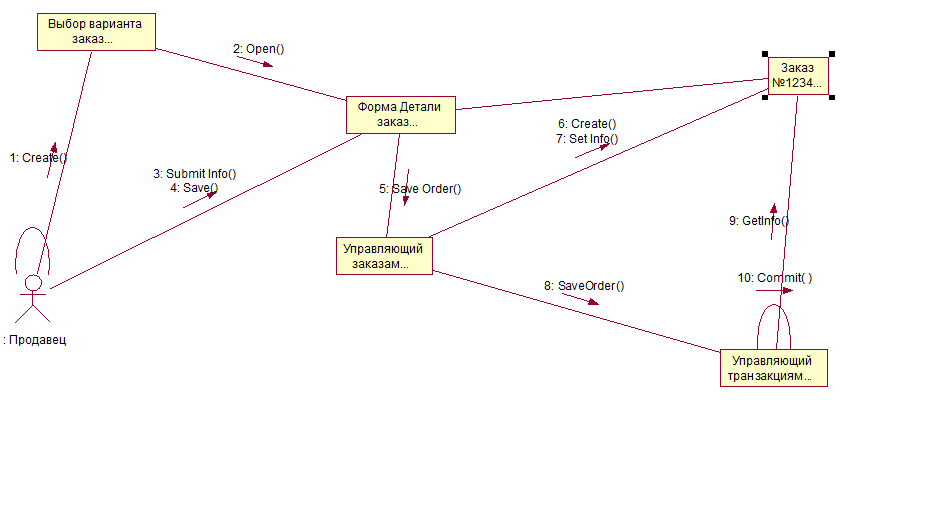 Выбор варианта
заказ...
2: Open()
Заказ
№1234...
Форма Детали
заказ...
6: Create()
7: Set Info()
1: Create()
3: Submit Info()
4: Save()
5: Save Order()
9: GetInfo()
Управляющий
заказам...
10: Commit( )
8: SaveOrder()
: Продавец
Управляющий
транзакциям...